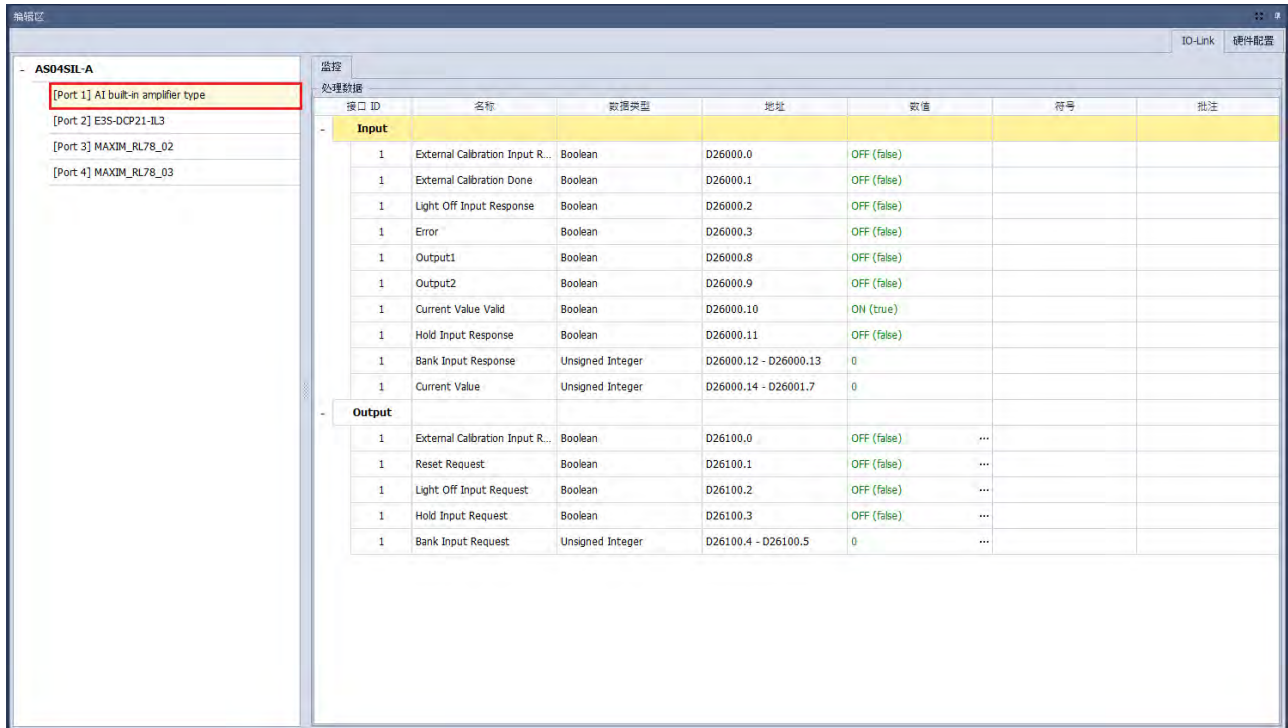 编辑区
IO-Link 硬件配置
- AS04SIL-A
[Port 1] AI built-in amplifier type
[Port 2] E3S-DCP21-IL3
[Port 3] MAXIM_RL78_02
[Port 4] MAXIM_RL78_03
监控
处理数据
接口 ID 名称 数据类型 地址 数值 符号 批注
- Input
1 External Calibration Input R... Boolean D26000.0 OFF (false)
1 External Calibration Done Boolean D26000.1 OFF (false)
1 Light Off Input Response Boolean D26000.2 OFF (false)
1 Error Boolean D26000.3 OFF (false)
1 Output1 Boolean D26000.8 OFF (false)
1 Output2 Boolean D26000.9 OFF (false)
1 Current Value Valid Boolean D26000.10 ON (true)
1 Hold Input Response Boolean D26000.11 OFF (false)
1 Bank Input Response Unsigned Integer D26000.12 - D26000.13 0
1 Current Value Unsigned Integer D26000.14 - D26001.7 0
- Output
1 External Calibration Input R... Boolean D26100.0 OFF (false) ...
1 Reset Request Boolean D26100.1 OFF (false) ...
1 Light Off Input Request Boolean D26100.2 OFF (false) ...
1 Hold Input Request Boolean D26100.3 OFF (false) ...
1 Bank Input Request Unsigned Integer D26100.4 - D26100.5 0 ...